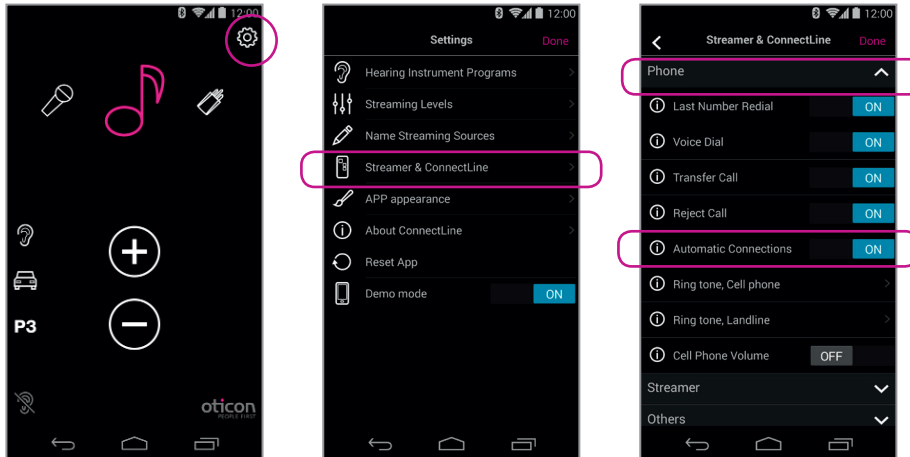 12:00
P3
oticon
PEOPLE FIRST
12:00
Settings
Done
Hearing Instrument Programs
Streaming Levels
Name Streaming Sources
Streamer & ConnectLine
APP appearance
About ConnectLine
Reset App
Demo mode ON
12:00
Streamer & ConnectLine
Done
Phone
Last Number Redial ON
Voice Dial ON
Transfer Call ON
Reject Call ON
Automatic Connections ON
Ring tone, Cell phone
Ring tone, Landline
Cell Phone Volume OFF
Streamer
Others